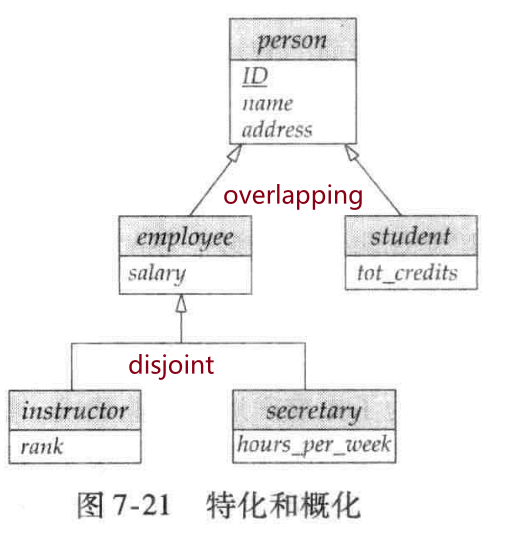 person
ID
name
address
overlapping
employee
student
salary
tot_credits
disjoint
instructor
secretary
rank
hours_per_week
图 7-21 特化和概化